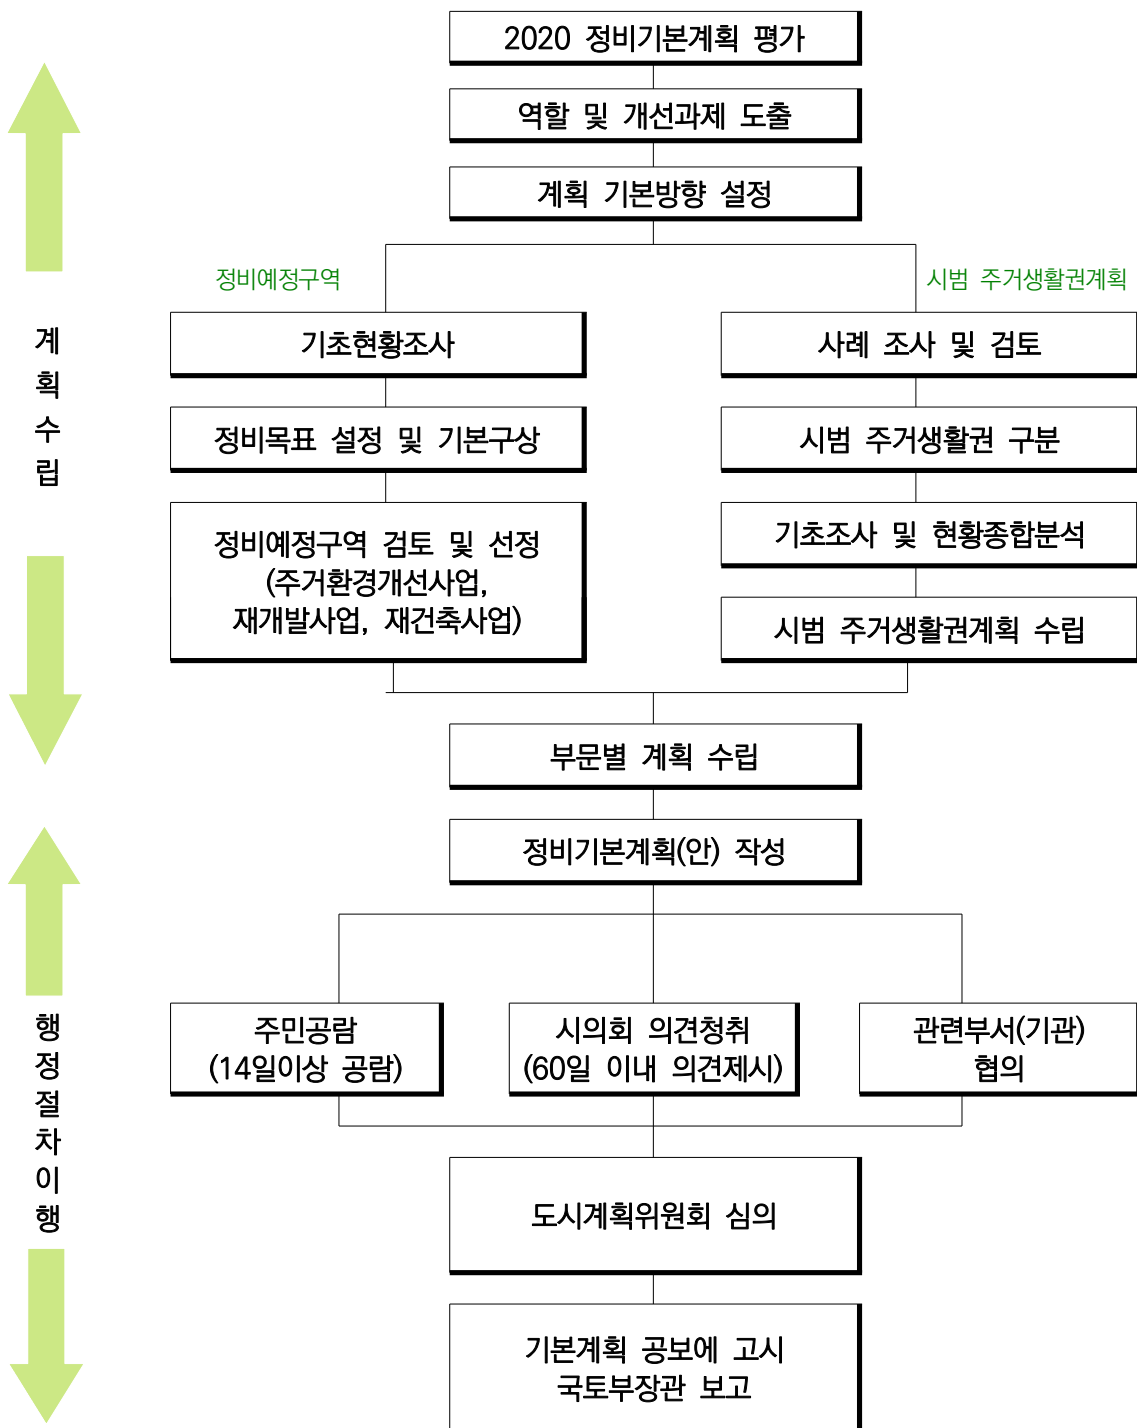 2020 정비기본계획 평가
역할 및 개선과제 도출
계획 기본방향 설정
정비예정구역
시범 주거생활권계획
계획수립
기초현황조사
사례 조사 및 검토
정비목표 설정 및 기본구상
시범 주거생활권 구분
정비예정구역 검토 및 선정
(주거환경개선사업,
재개발사업, 재건축사업)
기초조사 및 현황종합분석
시범 주거생활권계획 수립
부문별 계획 수립
정비기본계획(안) 작성
행정절차이행
주민공람
(14일이상 공람)
시의회 의견청취
(60일 이내 의견제시)
관련부서(기관)
협의
도시계획위원회 심의
기본계획 공보에 고시
국토부장관 보고